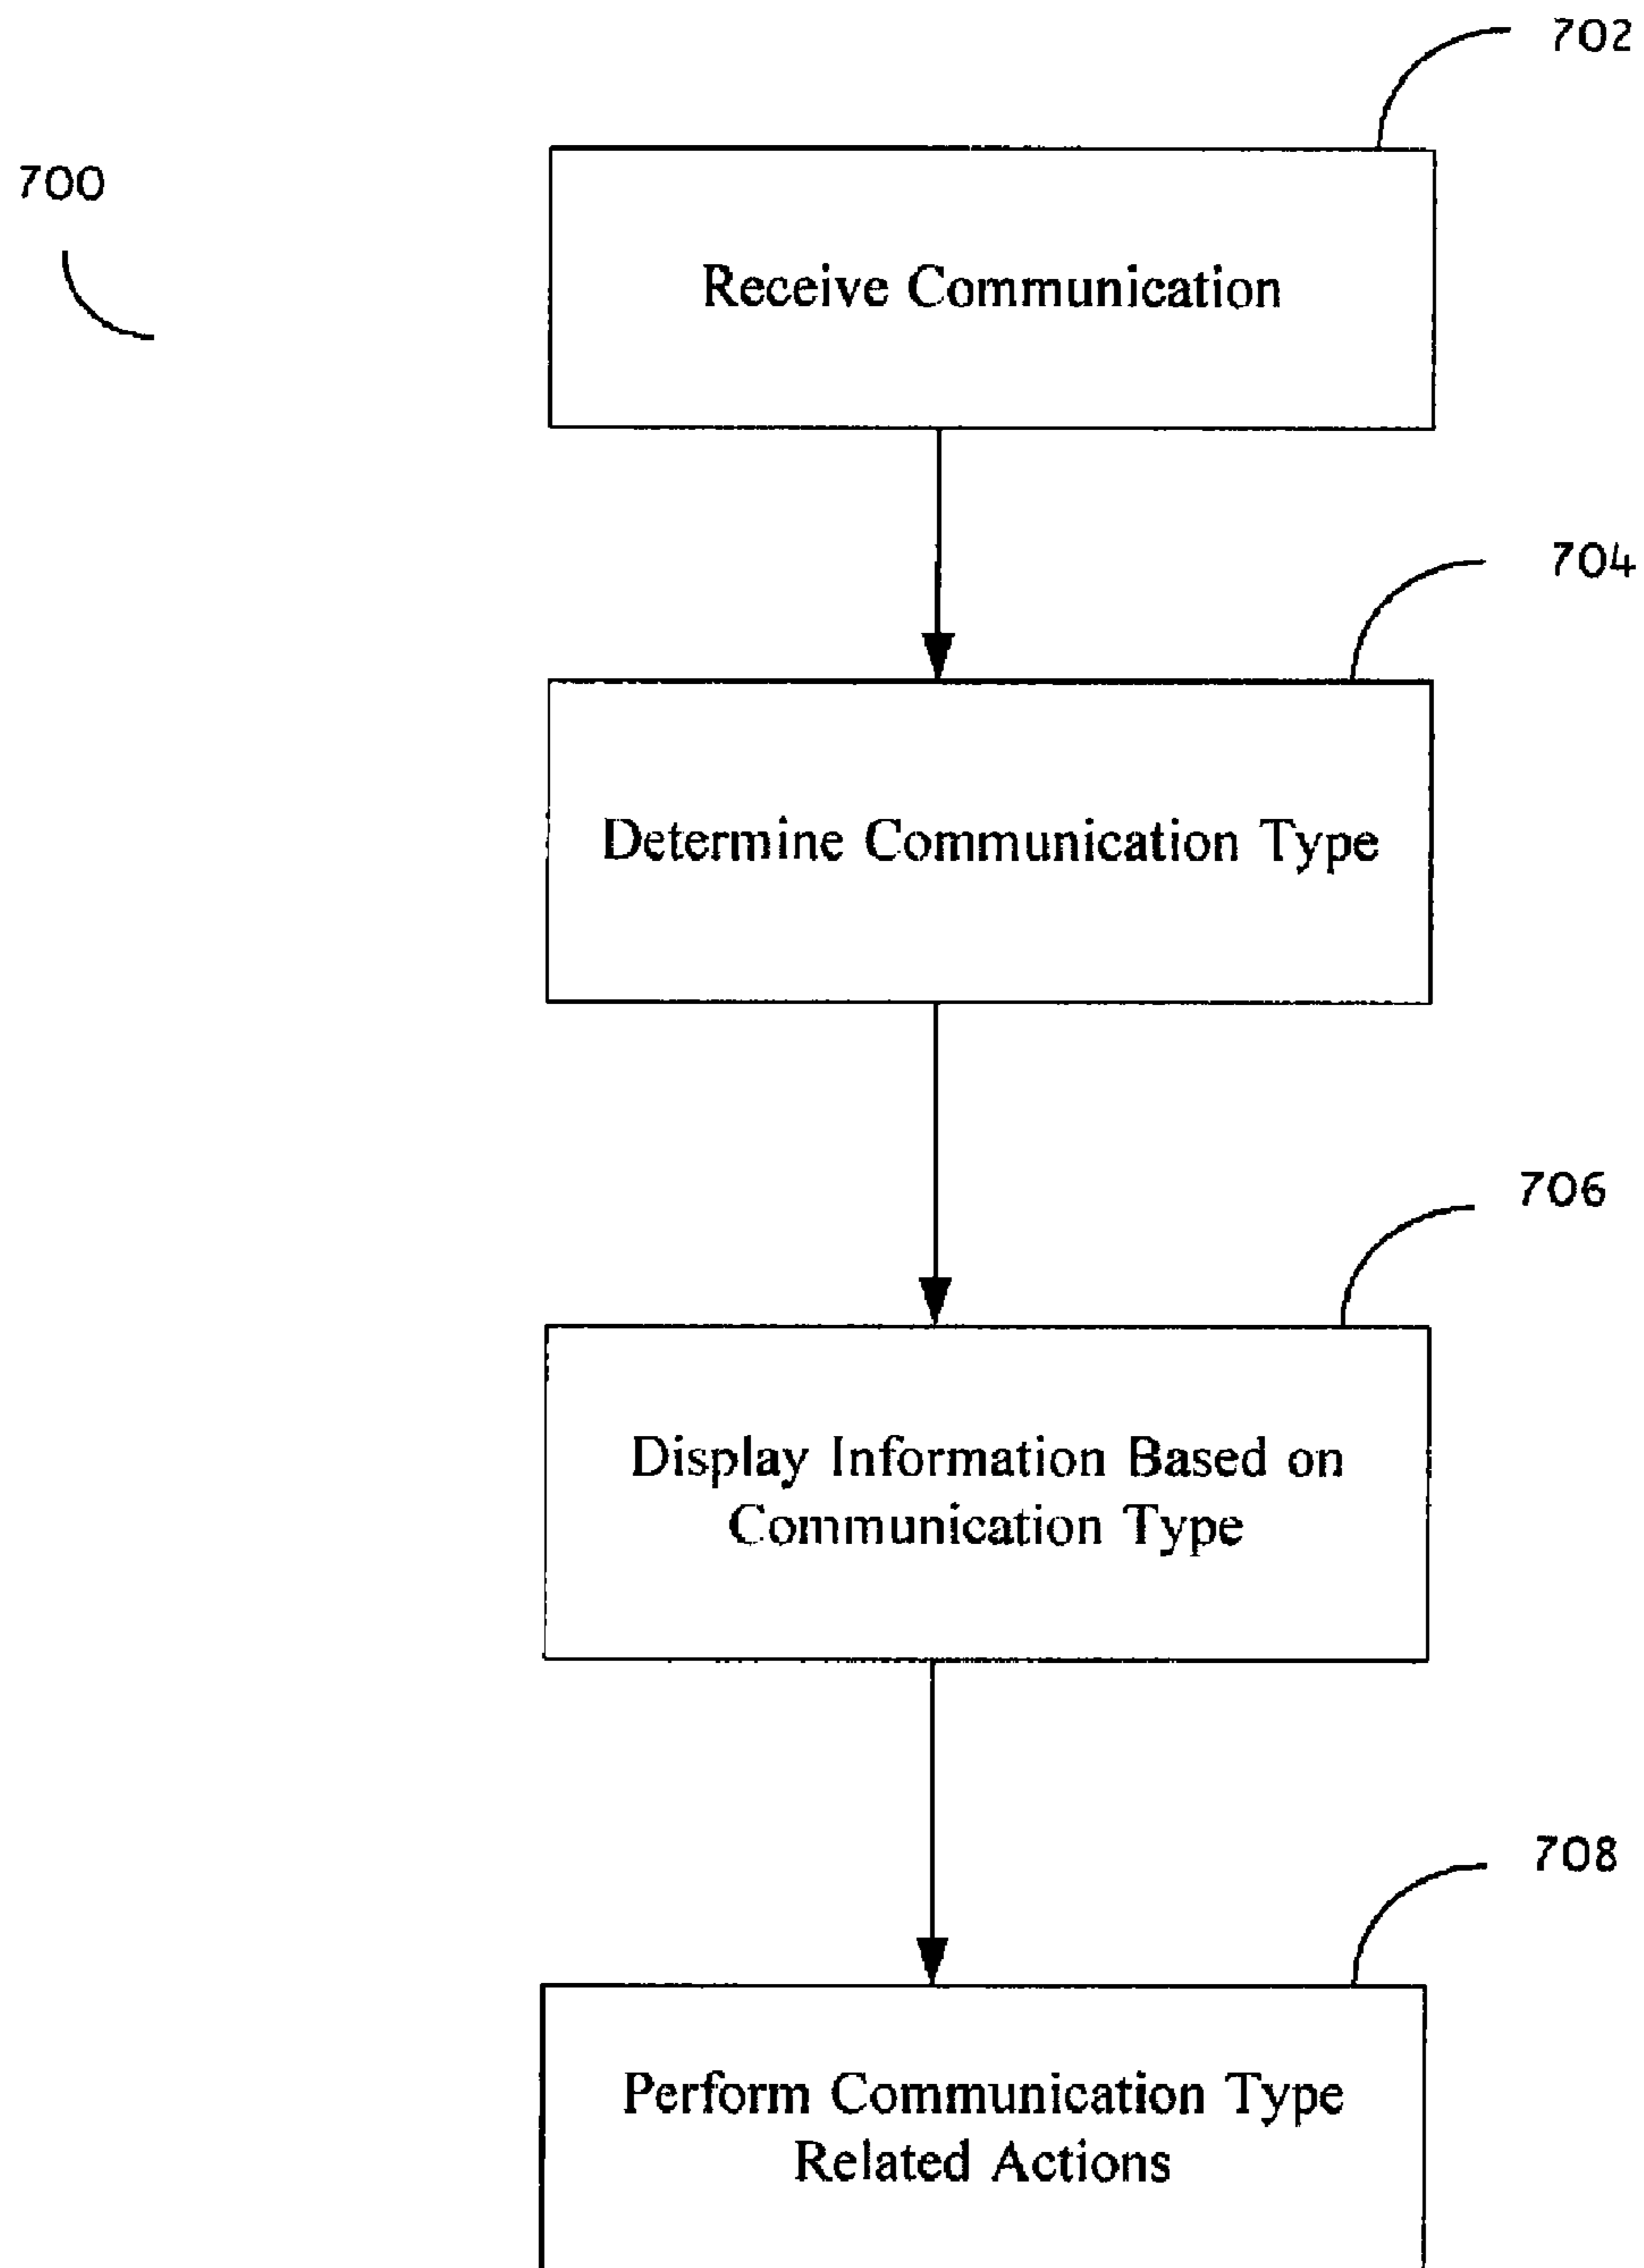 702
700
Receive Communication
704
Determine Communication Type
706
Display Information Based on
Communication Type
708
Perform Communication Type
Related Actions